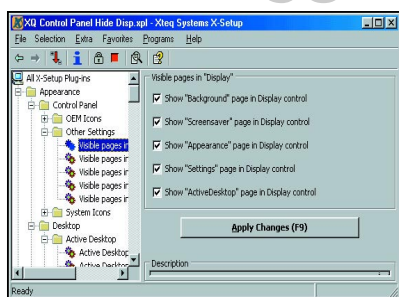 XQ Control Panel Hide Disp.xpl - Xteq Systems X-Setup
File Selection Extra Favorites Programs Help
All X-Setup Plug-ins
Appearance
Control Panel
OEM Icons
Other Settings
Visible pages in
Visible pages in
Visible pages in
Visible pages in
Visible pages in
System Icons
Desktop
Active Desktop
Active Desktop
Active Desktop
Visible pages in "Display"
Show "Background" page in Display control
Show "Screensaver" page in Display control
Show "Appearance" page in Display control
Show "Settings" page in Display control
Show "ActiveDesktop" page in Display control
Apply Changes (F9)
Description
Ready